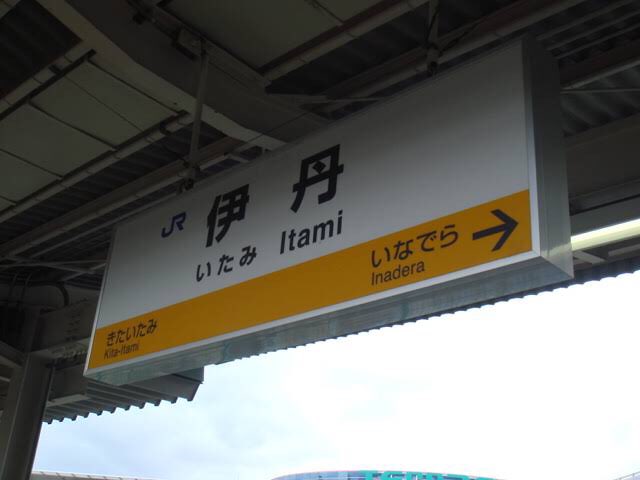 JR 伊丹
いたみ Itami
いなでら →
Inadera
きたいたみ
Kita-Itami